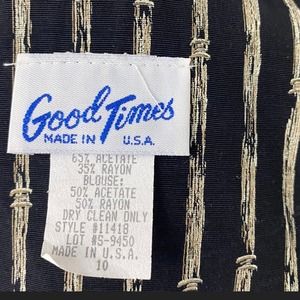 Good Times
MADE IN U.S.A.
65% ACETATE
35% RAYON
BLOUSE:
50% ACETATE
50% RAYON
DRY CLEAN ONLY
STYLE #11418
LOT #S-9450
MADE IN U.S.A.
10